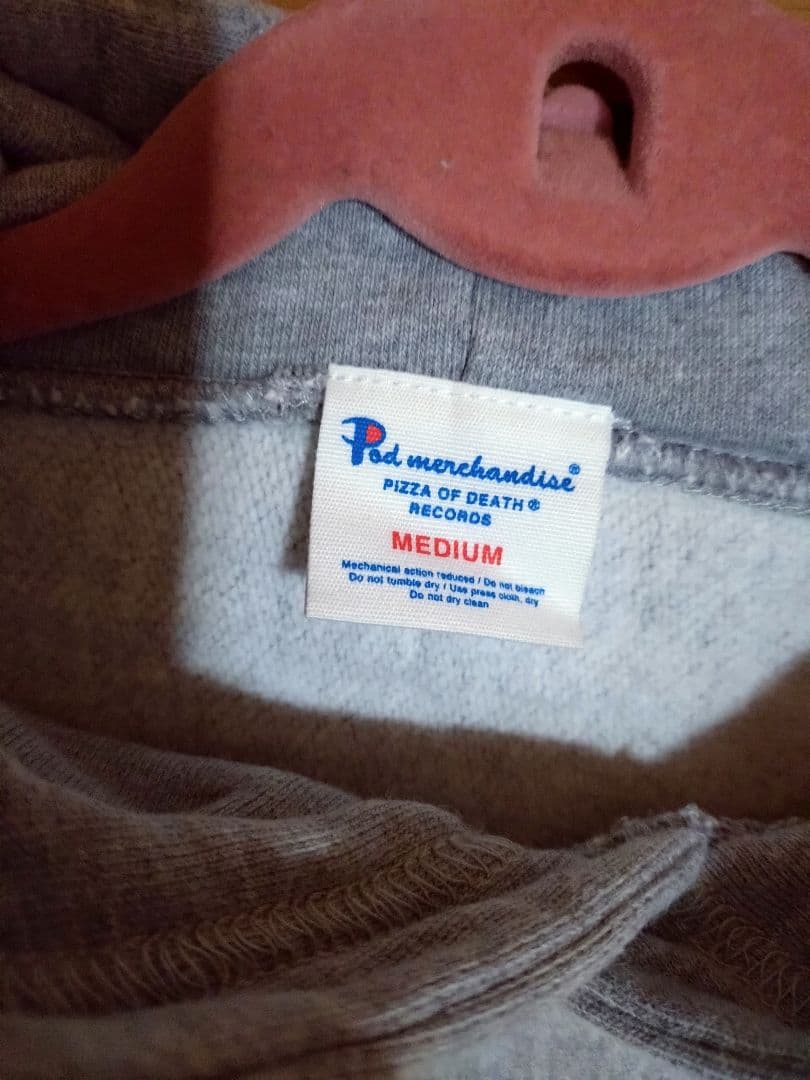 Pod merchandise®
PIZZA OF DEATH®
RECORDS
MEDIUM
Mechanical action reduced / Do not bleach
Do not tumble dry / Use press cloth, dry
Do not dry clean